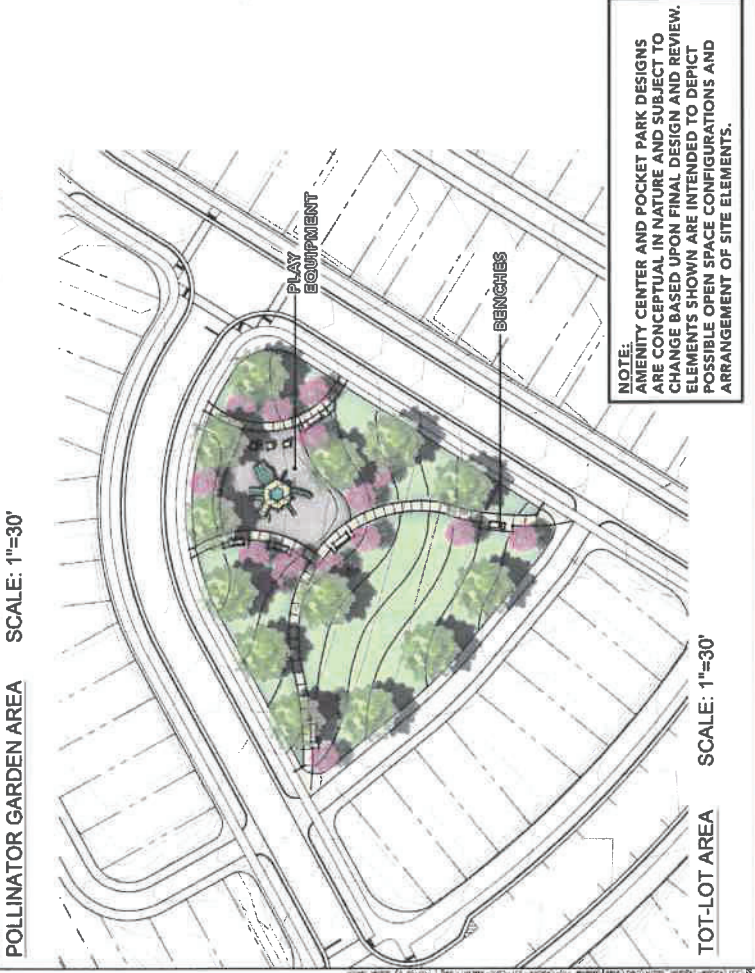 POLLINATOR GARDEN AREA SCALE: 1"=30'
PLAY
EQUIPMENT
BENCHES
NOTE:
AMENITY CENTER AND POCKET PARK DESIGNS
ARE CONCEPTUAL IN NATURE AND SUBJECT TO
CHANGE BASED UPON FINAL DESIGN AND REVIEW.
ELEMENTS SHOWN ARE INTENDED TO DEPICT
POSSIBLE OPEN SPACE CONFIGURATIONS AND
ARRANGEMENT OF SITE ELEMENTS.
TOT-LOT AREA SCALE: 1"=30'